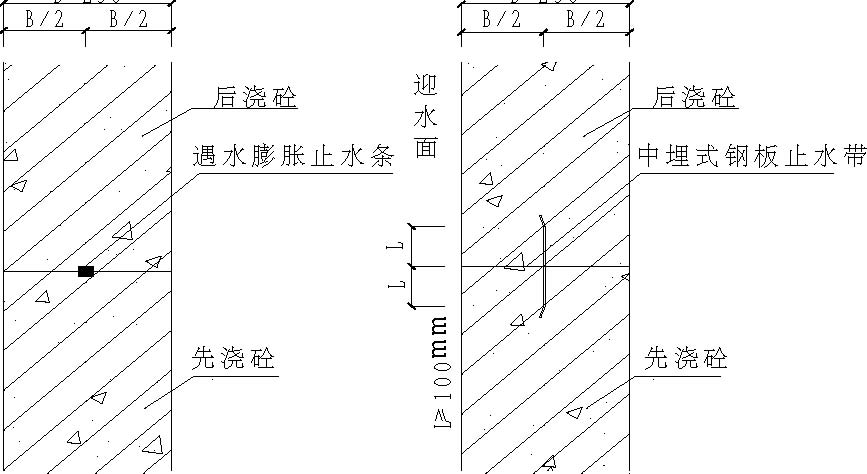 B/2 B/2
后浇砼
遇水膨胀止水条
先浇砼
B/2 B/2
迎水面
后浇砼
中埋式钢板止水带
L
L
L≥100mm
先浇砼